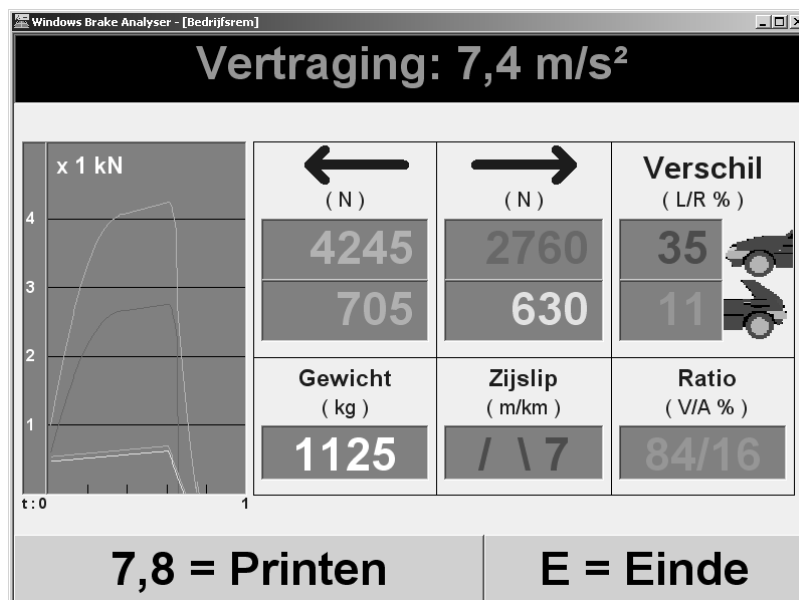 Windows Brake Analyser - [Bedrijfsrem]
Vertraging: 7,4 m/s²
x 1 kN
4
3
2
1
t : 0 1
( N )
4245
705
( N )
2760
630
Verschil
( L/R % )
35
11
Gewicht
( kg )
1125
Zijslip
( m/km )
/ \ 7
Ratio
( V/A % )
84/16
7,8 = Printen
E = Einde